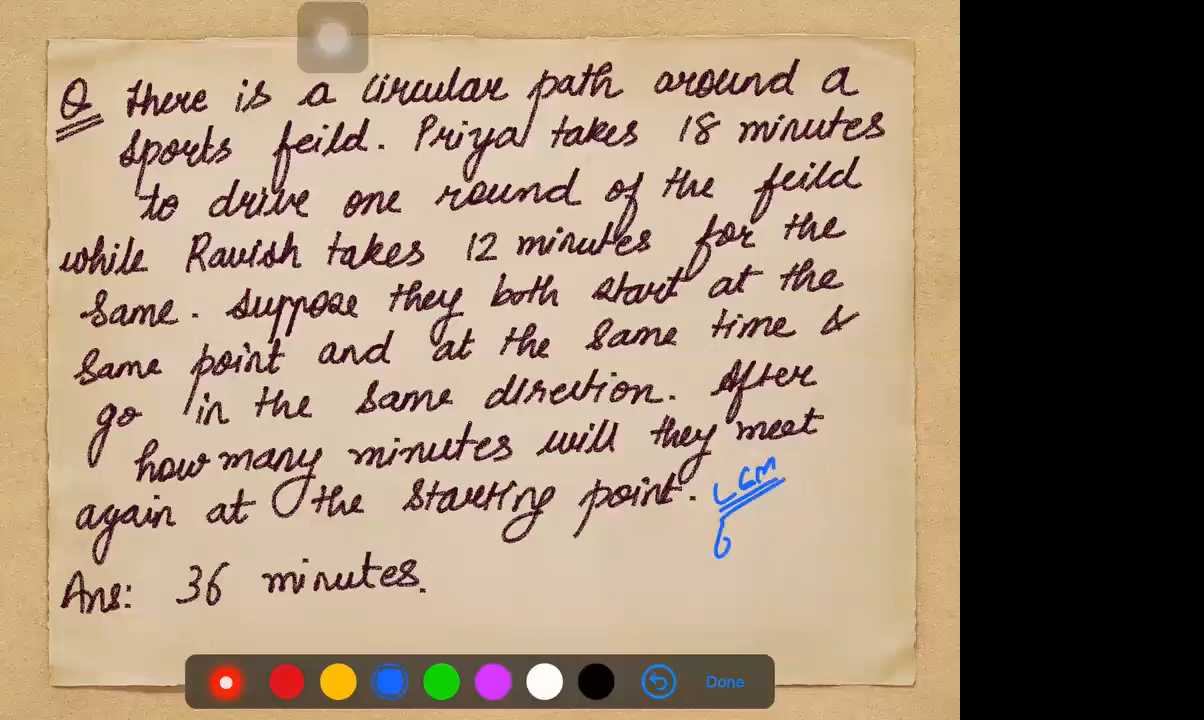 Q There is a circular path around a
sports feild. Priya takes 18 minutes
to drive one round of the feild
while Ravish takes 12 minutes for the
same. Suppose they both start at the
same point and at the same time &
go in the same direction. After
how many minutes will they meet
again at the starting point. LCM
6
Ans: 36 minutes.
Done